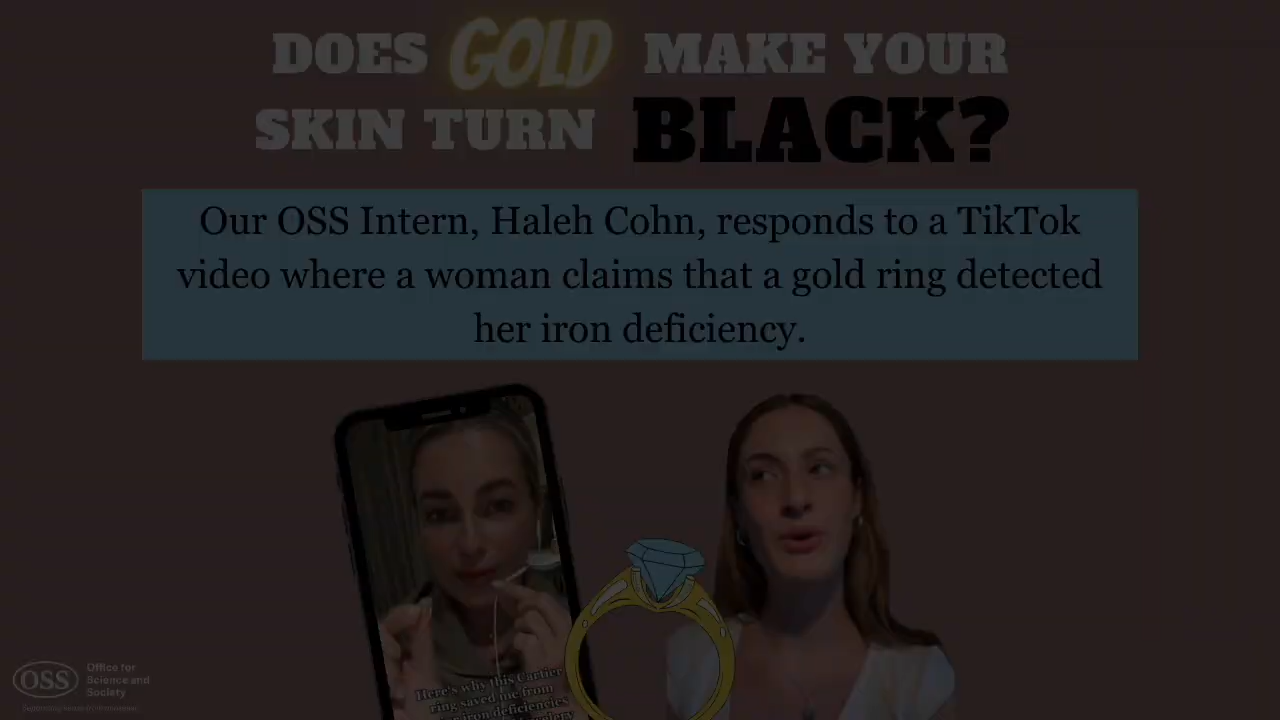 DOES GOLD MAKE YOUR
SKIN TURN BLACK?
Our OSS Intern, Haleh Cohn, responds to a TikTok
video where a woman claims that a gold ring detected
her iron deficiency.
Here's why this Cartier
ring saved me from
iron deficiencies
OSS
Office for
Science and
Society